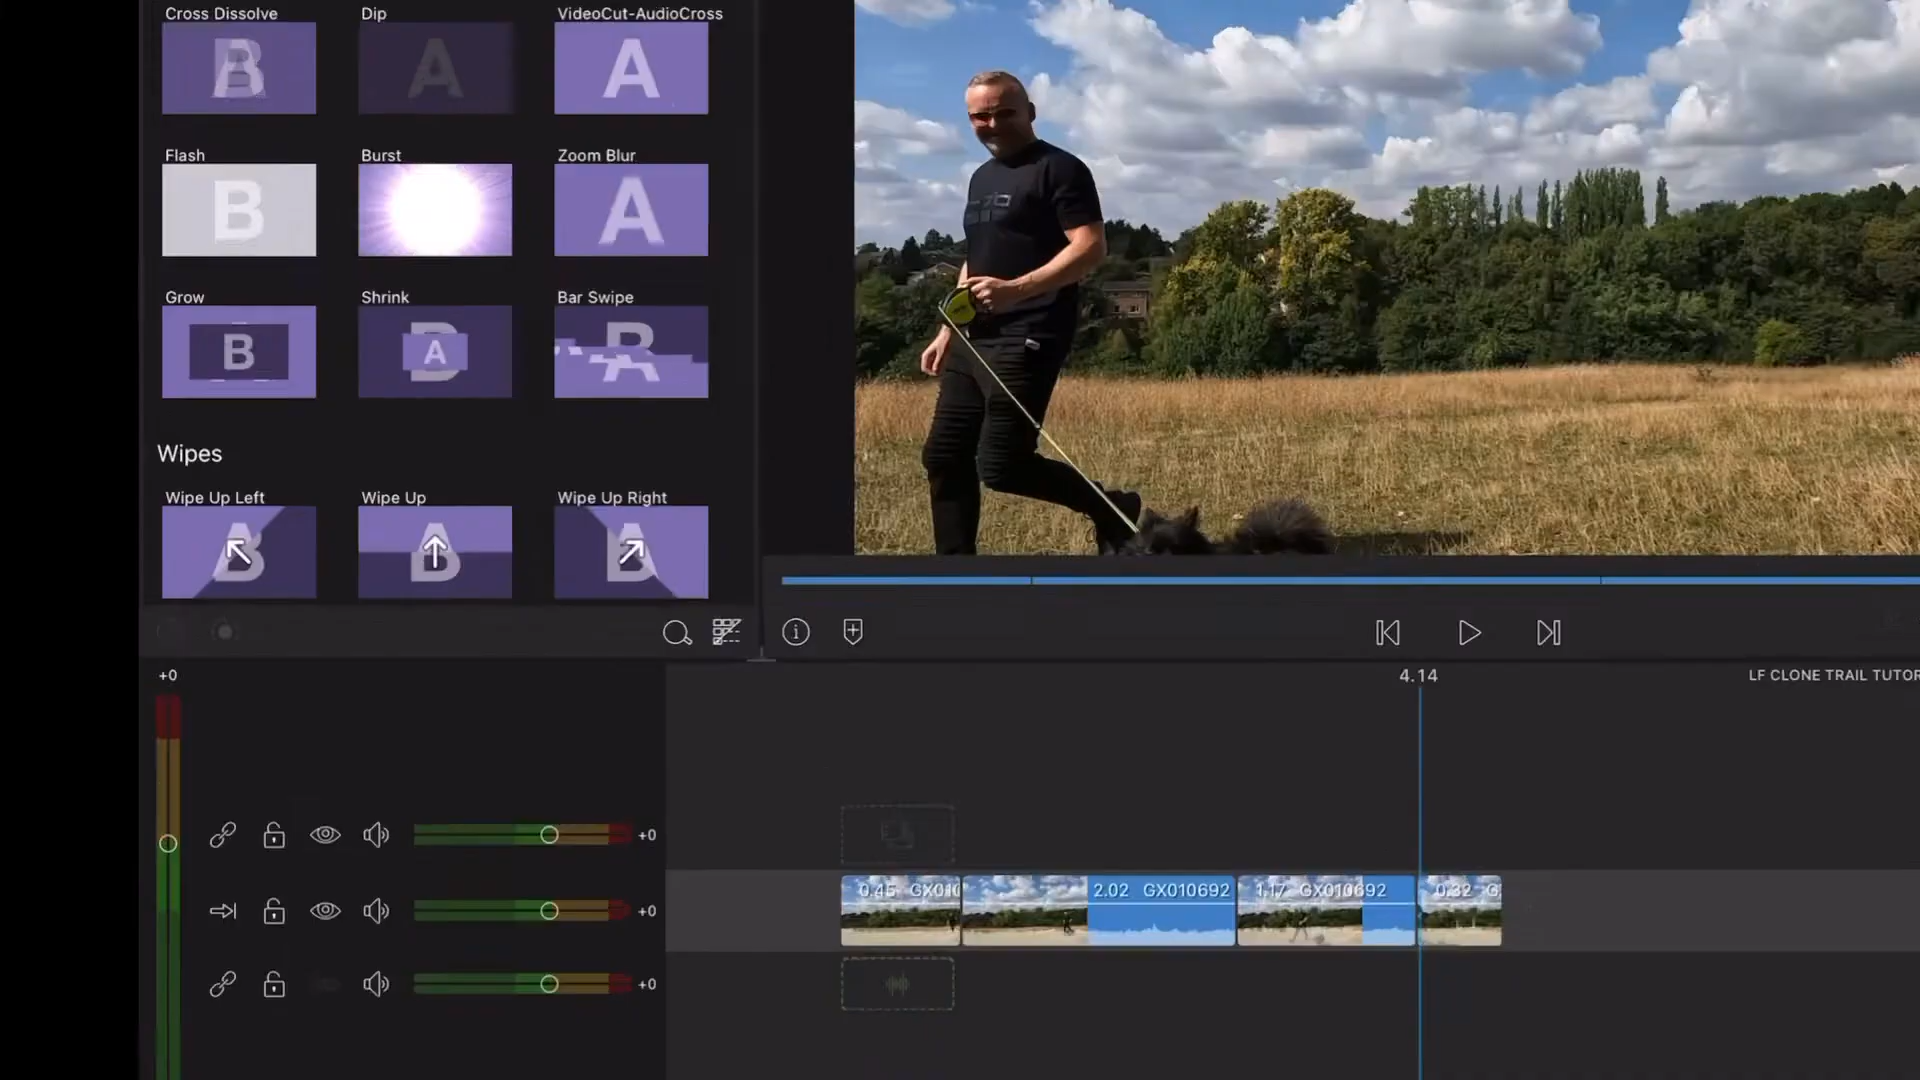 Cross Dissolve
Dip
VideoCut-AudioCross
B
A
A
Flash
Burst
Zoom Blur
B
A
Grow
Shrink
Bar Swipe
B
A
B
A
Wipes
Wipe Up Left
Wipe Up
Wipe Up Right
+0
4.14
LF CLONE TRAIL TUTOR
+0
0.45 GX010
2.02 GX010692
1.17 GX010692
0.32 G
+0
+0